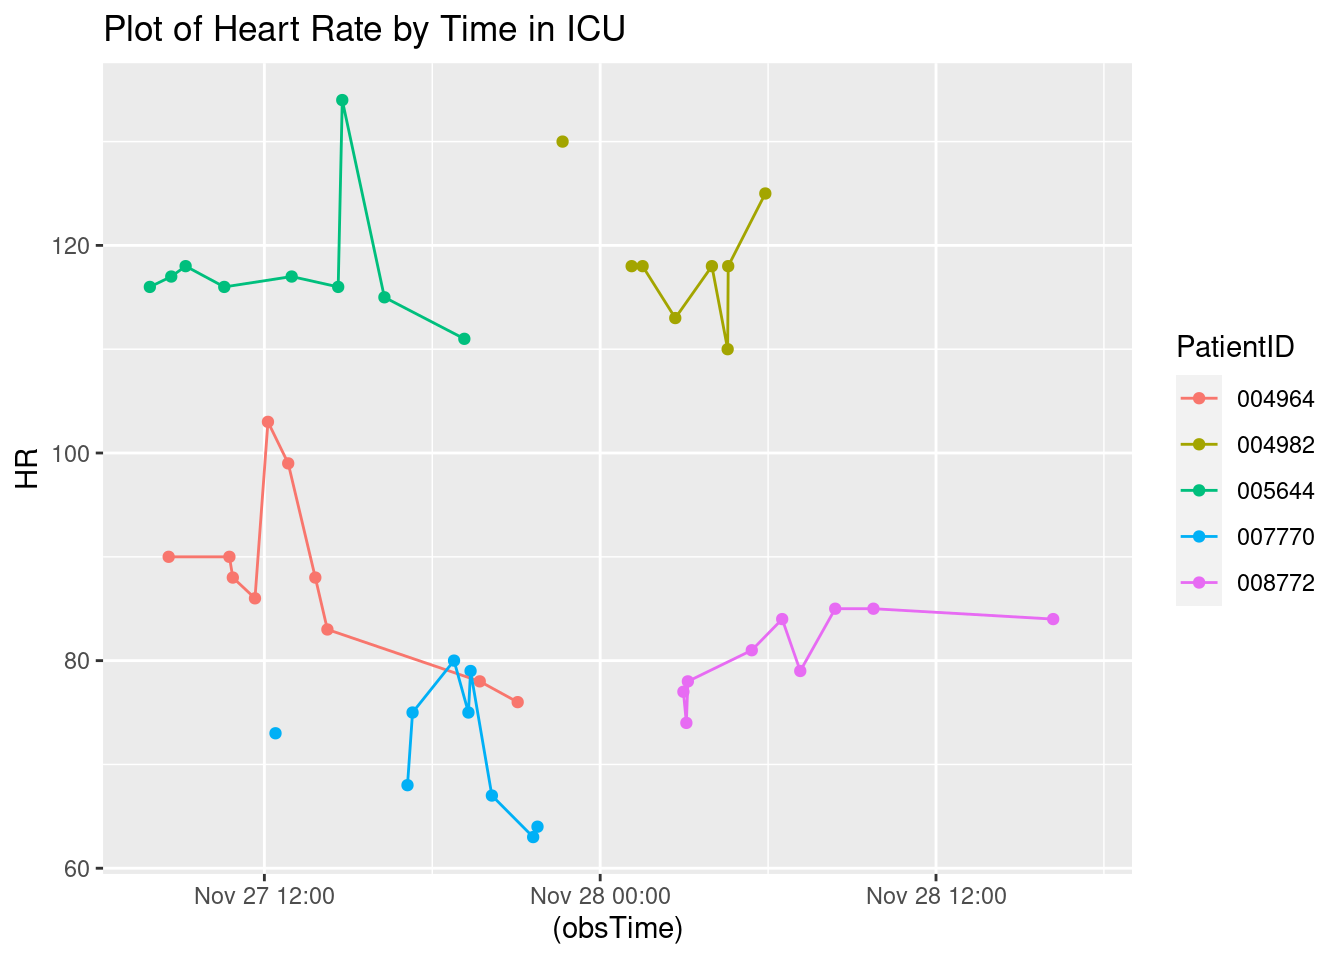 Plot of Heart Rate by Time in ICU
HR
120
100
80
60
Nov 27 12:00
Nov 28 00:00
Nov 28 12:00
(obsTime)
PatientID
004964
004982
005644
007770
008772